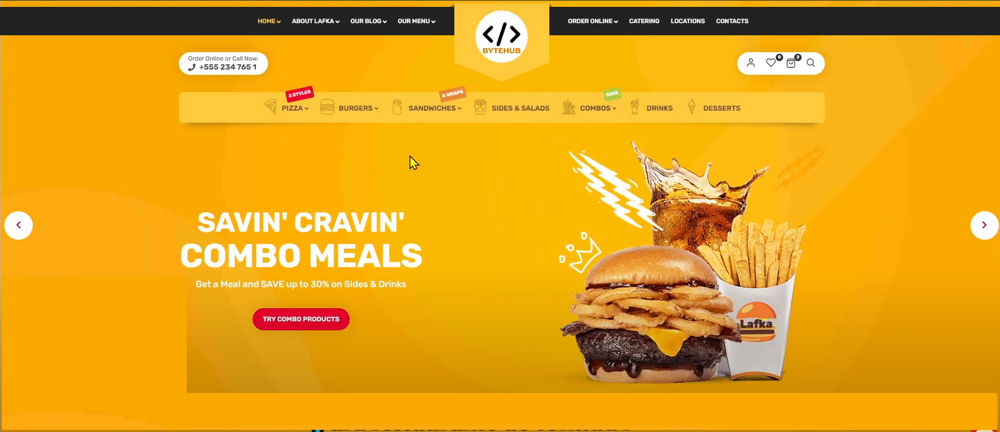 HOME ABOUT LAFKA OUR BLOG OUR MENU ORDER ONLINE CATERING LOCATIONS CONTACTS
</>
BYTEHUB
Order Online or Call Now:
+555 234 765 1
0 2
3 STYLES & WRAPS SAVE
PIZZA BURGERS SANDWICHES SIDES & SALADS COMBOS DRINKS DESSERTS
SAVIN' CRAVIN'
COMBO MEALS
Get a Meal and SAVE up to 30% on Sides & Drinks
TRY COMBO PRODUCTS
Lafka